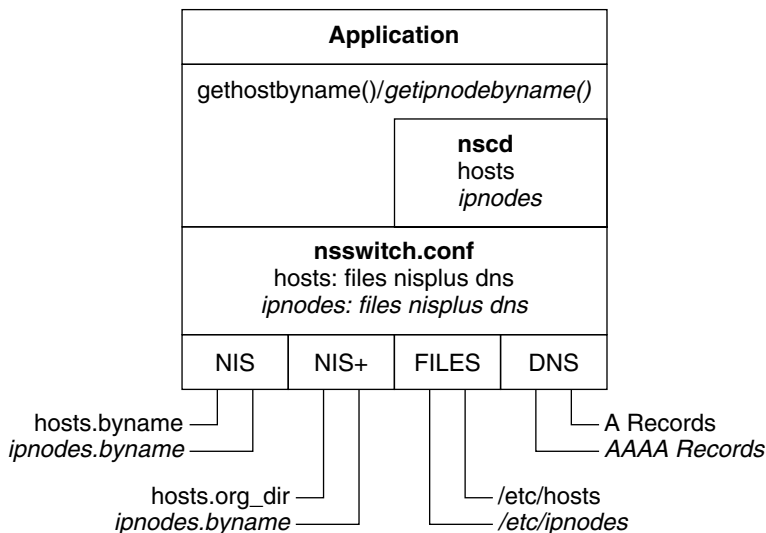 Application
gethostbyname()/getipnodebyname()
nscd
hosts
ipnodes
nsswitch.conf
hosts: files nisplus dns
ipnodes: files nisplus dns
NIS NIS+ FILES DNS
hosts.byname A Records
ipnodes.byname AAAA Records
hosts.org_dir /etc/hosts
ipnodes.byname /etc/ipnodes